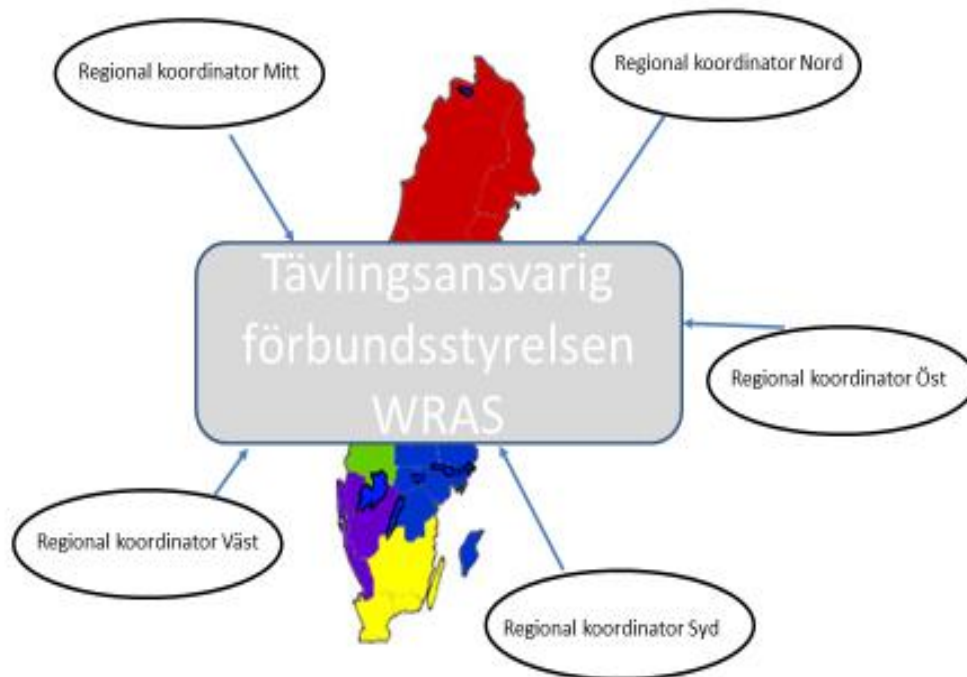 Regional koordinator Mitt
Regional koordinator Nord
Tävlingsansvarig
förbundsstyrelsen
WRAS
Regional koordinator Öst
Regional koordinator Väst
Regional koordinator Syd